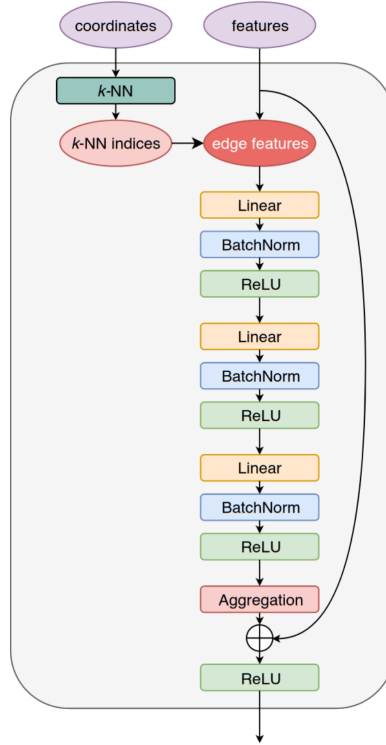 coordinates
features
k-NN
k-NN indices
edge features
Linear
BatchNorm
ReLU
Linear
BatchNorm
ReLU
Linear
BatchNorm
ReLU
Aggregation
ReLU